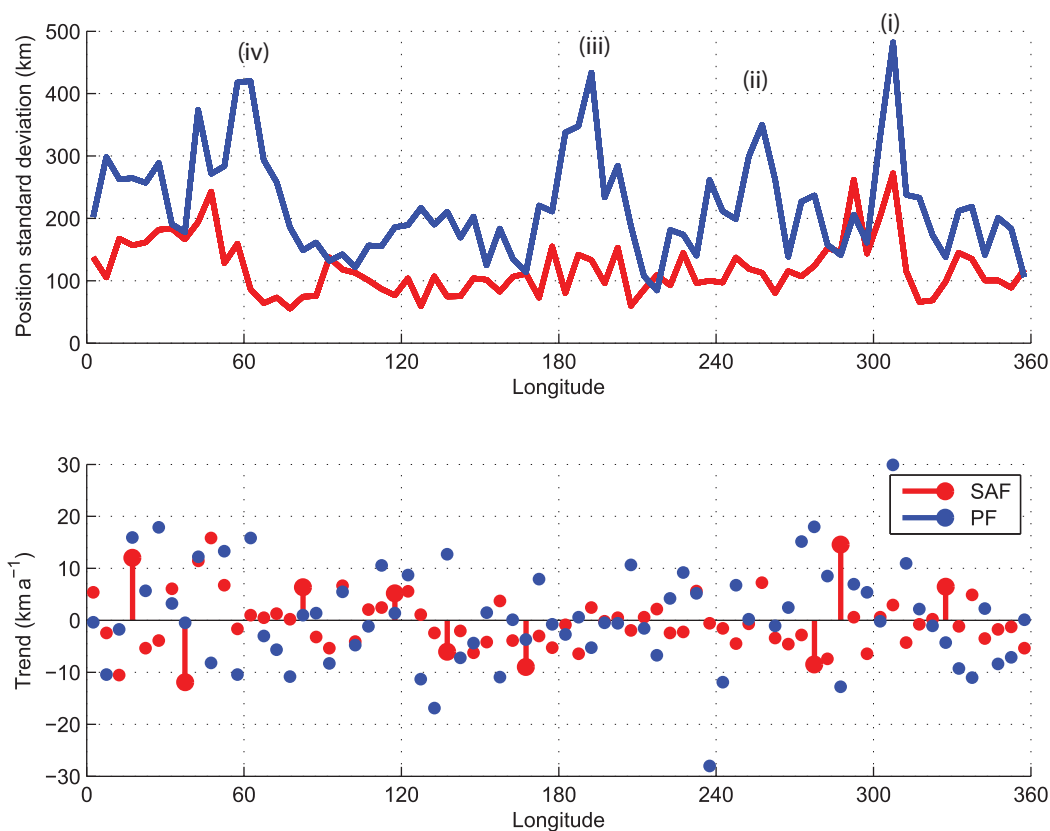 (i)
(iii)
(iv)
(ii)
Position standard deviation (km)
500
400
300
200
100
0
0 60 120 180 240 300 360
Longitude
Trend (km a−1)
30
20
10
0
−10
−20
−30
SAF
PF
0 60 120 180 240 300 360
Longitude